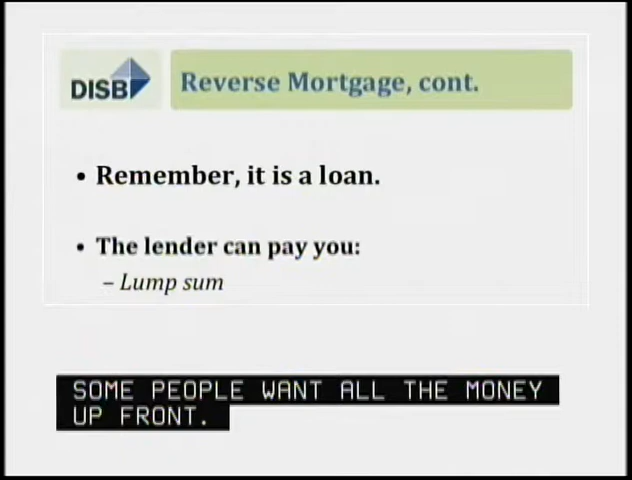 DISB
Reverse Mortgage, cont.
• Remember, it is a loan.
• The lender can pay you:
– Lump sum
SOME PEOPLE WANT ALL THE MONEY
UP FRONT.